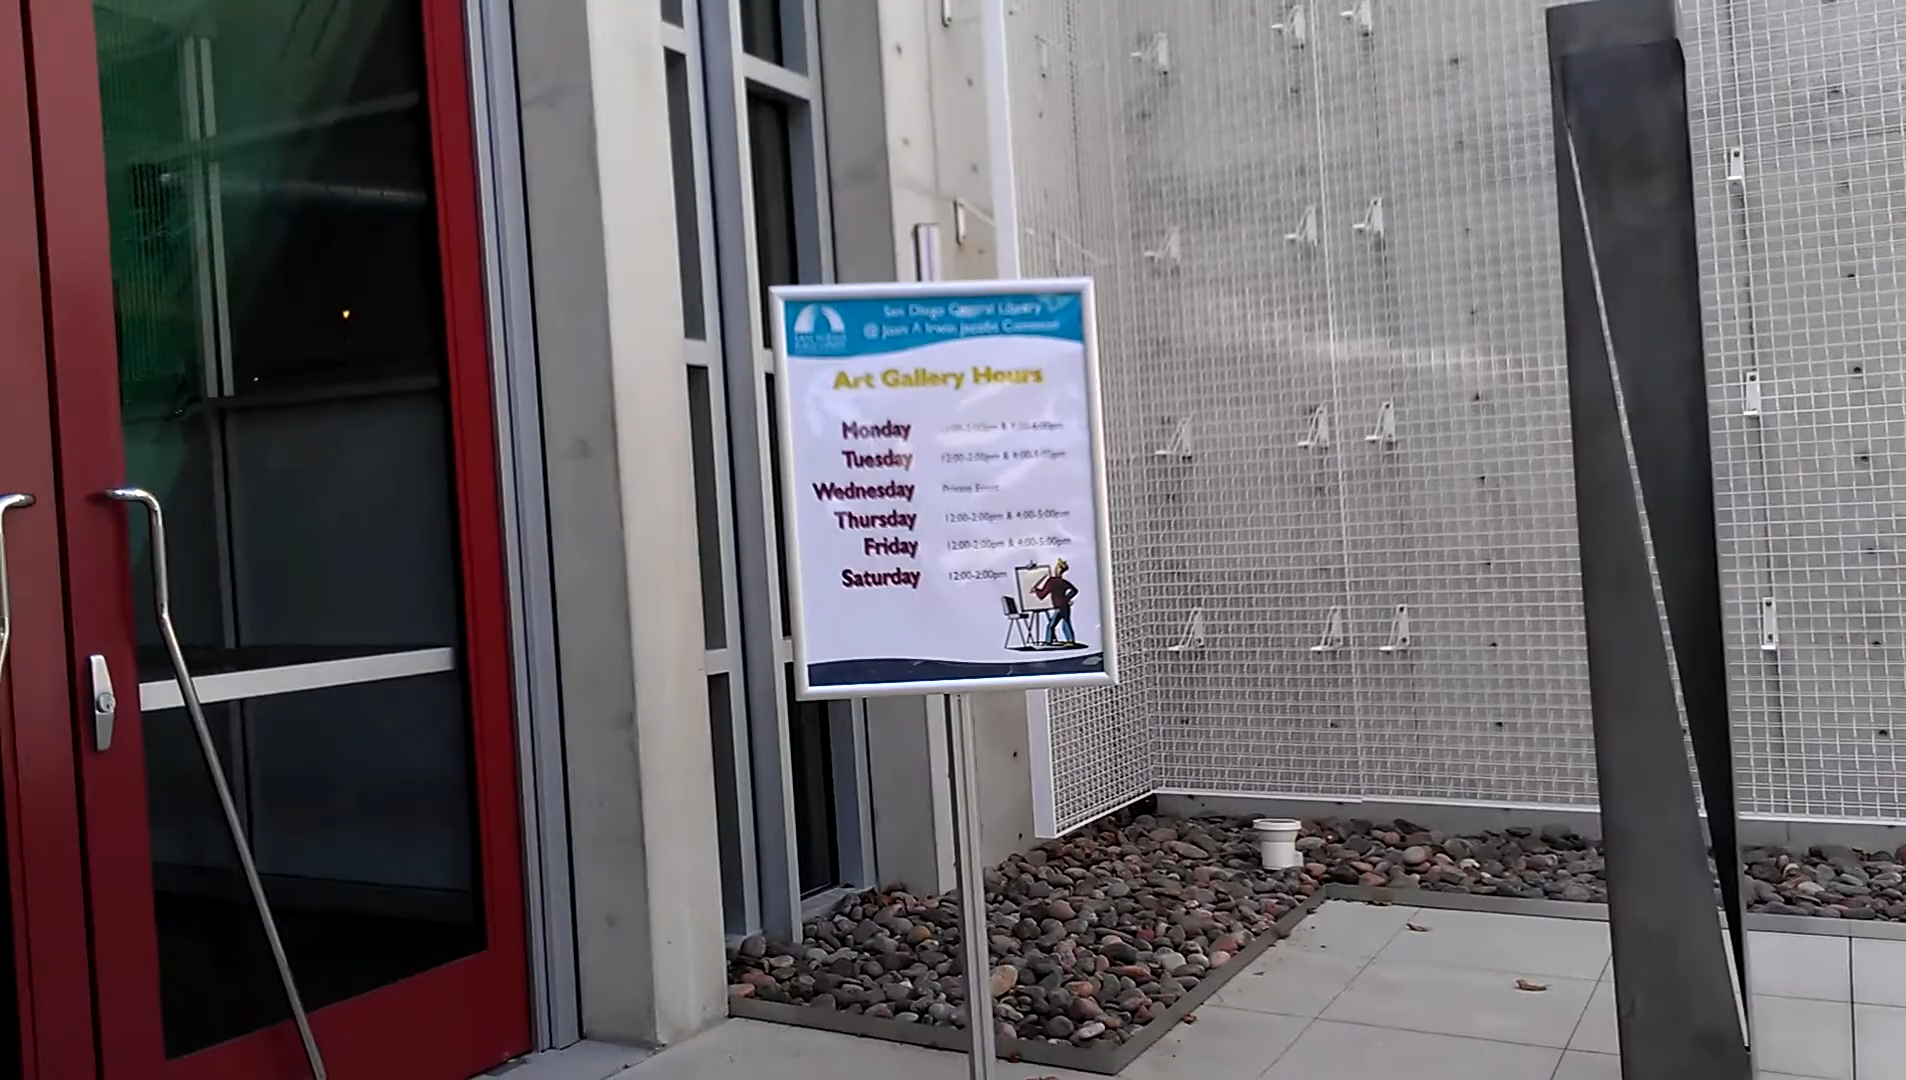 San Diego Central Library
@ Joan & Irwin Jacobs Common
Art Gallery Hours
Monday
Tuesday 12:00-2:00pm & 4:00-5:00pm
Wednesday Private Event
Thursday 12:00-2:00pm & 4:00-5:00pm
Friday 12:00-2:00pm & 4:00-5:00pm
Saturday 12:00-2:00pm